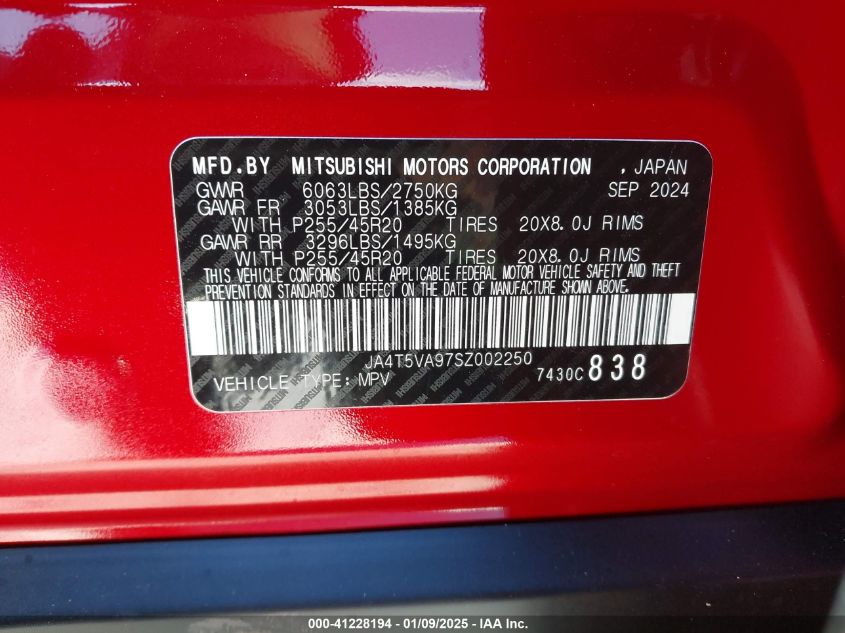 MFD.BY MITSUBISHI MOTORS CORPORATION , JAPAN
GVWR 6063LBS/2750KG SEP 2024
GAWR FR 3053LBS/1385KG
WITH P255/45R20 TIRES 20X8.0J RIMS
GAWR RR 3296LBS/1495KG
WITH P255/45R20 TIRES 20X8.0J RIMS
THIS VEHICLE CONFORMS TO ALL APPLICABLE FEDERAL MOTOR VEHICLE SAFETY AND THEFT
PREVENTION STANDARDS IN EFFECT ON THE DATE OF MANUFACTURE SHOWN ABOVE.
JA4T5VA97SZ002250
VEHICLE TYPE: MPV 7430C 838
000-41228194 - 01/09/2025 - IAA Inc.